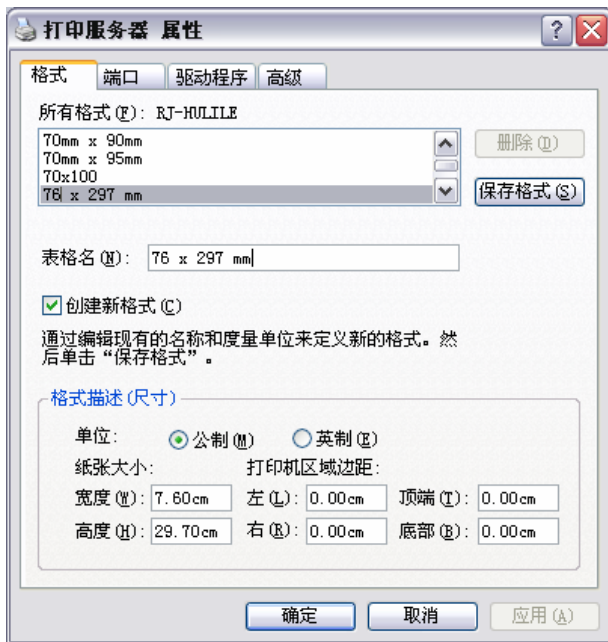 打印服务器 属性
格式 端口 驱动程序 高级
所有格式(F): RJ-HULILE
70mm x 90mm
70mm x 95mm
70x100
76 x 297 mm
删除(D)
保存格式(S)
表格名(N): 76 x 297 mm
创建新格式(C)
通过编辑现有的名称和度量单位来定义新的格式。然
后单击“保存格式”。
格式描述(尺寸)
单位: 公制(M) 英制(E)
纸张大小: 打印机区域边距:
宽度(W): 7.60cm 左(L): 0.00cm 顶端(T): 0.00cm
高度(H): 29.70cm 右(R): 0.00cm 底部(B): 0.00cm
确定 取消 应用(A)